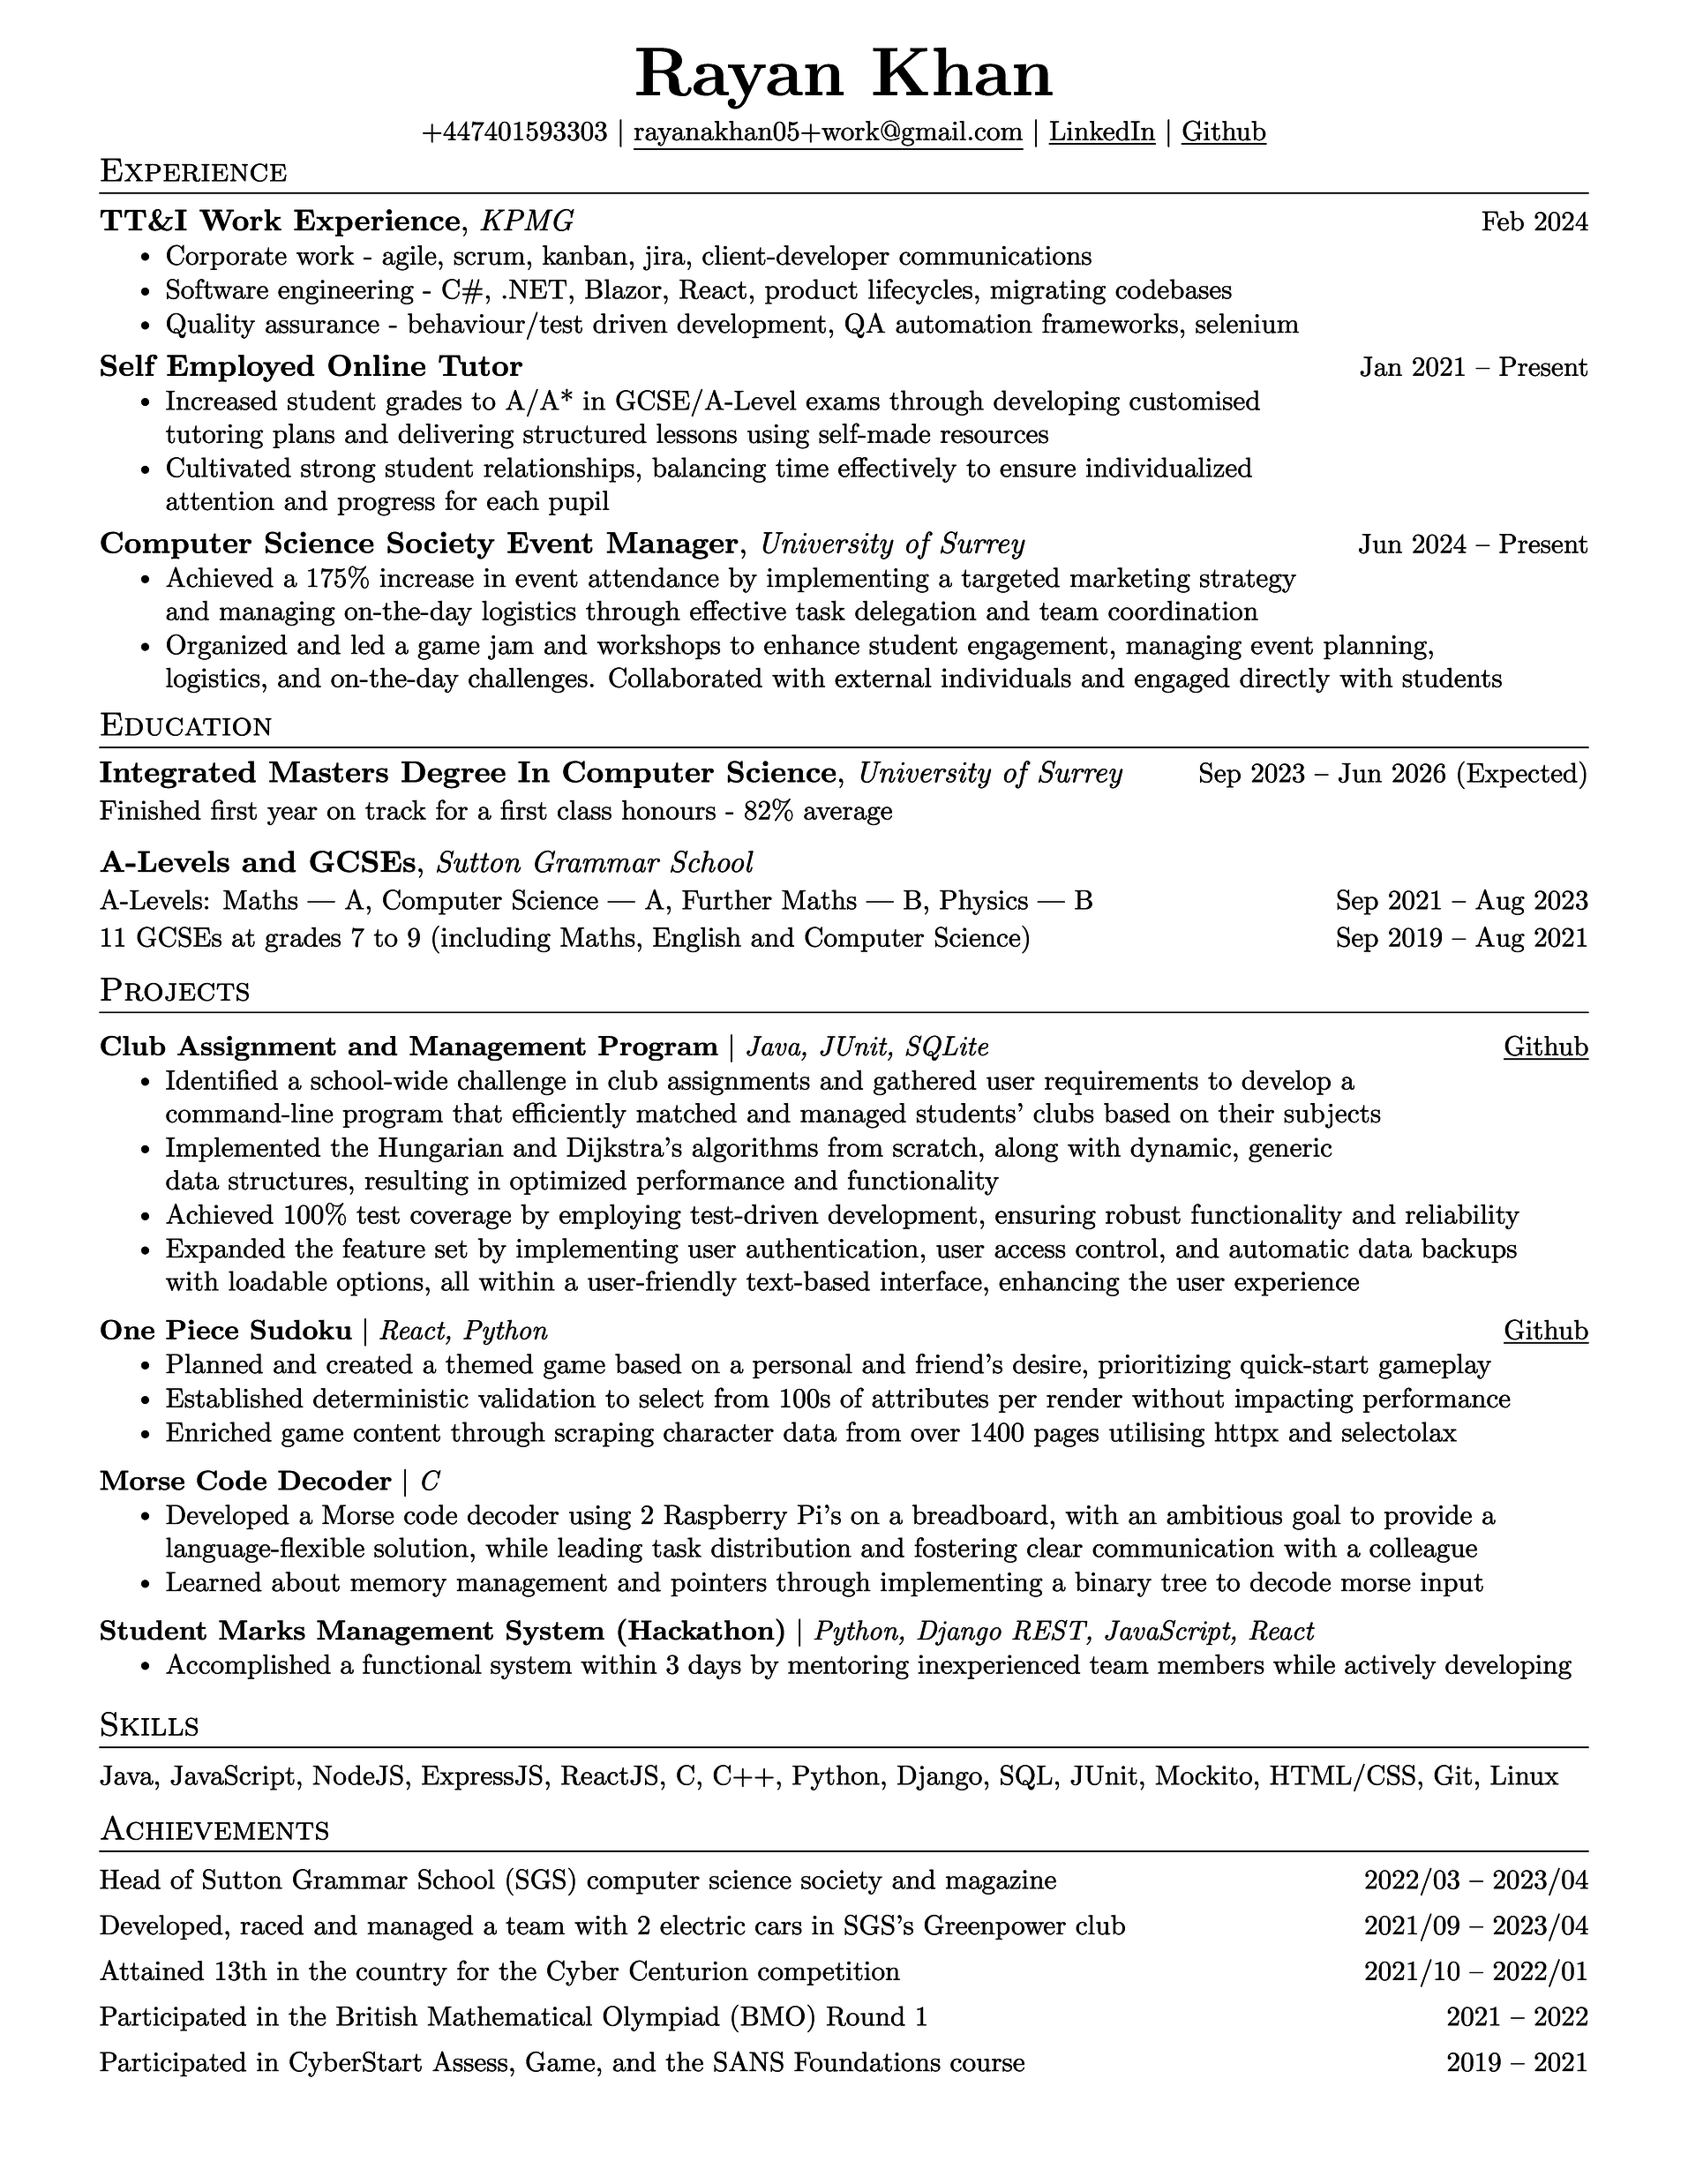 Rayan Khan
+447401593303 | rayanakhan05+work@gmail.com | LinkedIn | Github
Experience
TT&I Work Experience, KPMG Feb 2024
• Corporate work - agile, scrum, kanban, jira, client-developer communications
• Software engineering - C#, .NET, Blazor, React, product lifecycles, migrating codebases
• Quality assurance - behaviour/test driven development, QA automation frameworks, selenium
Self Employed Online Tutor Jan 2021 – Present
• Increased student grades to A/A* in GCSE/A-Level exams through developing customised
tutoring plans and delivering structured lessons using self-made resources
• Cultivated strong student relationships, balancing time effectively to ensure individualized
attention and progress for each pupil
Computer Science Society Event Manager, University of Surrey Jun 2024 – Present
• Achieved a 175% increase in event attendance by implementing a targeted marketing strategy
and managing on-the-day logistics through effective task delegation and team coordination
• Organized and led a game jam and workshops to enhance student engagement, managing event planning,
logistics, and on-the-day challenges. Collaborated with external individuals and engaged directly with students
Education
Integrated Masters Degree In Computer Science, University of Surrey Sep 2023 – Jun 2026 (Expected)
Finished first year on track for a first class honours - 82% average
A-Levels and GCSEs, Sutton Grammar School
A-Levels: Maths — A, Computer Science — A, Further Maths — B, Physics — B Sep 2021 – Aug 2023
11 GCSEs at grades 7 to 9 (including Maths, English and Computer Science) Sep 2019 – Aug 2021
Projects
Club Assignment and Management Program | Java, JUnit, SQLite Github
• Identified a school-wide challenge in club assignments and gathered user requirements to develop a
command-line program that efficiently matched and managed students' clubs based on their subjects
• Implemented the Hungarian and Dijkstra's algorithms from scratch, along with dynamic, generic
data structures, resulting in optimized performance and functionality
• Achieved 100% test coverage by employing test-driven development, ensuring robust functionality and reliability
• Expanded the feature set by implementing user authentication, user access control, and automatic data backups
with loadable options, all within a user-friendly text-based interface, enhancing the user experience
One Piece Sudoku | React, Python Github
• Planned and created a themed game based on a personal and friend's desire, prioritizing quick-start gameplay
• Established deterministic validation to select from 100s of attributes per render without impacting performance
• Enriched game content through scraping character data from over 1400 pages utilising httpx and selectolax
Morse Code Decoder | C
• Developed a Morse code decoder using 2 Raspberry Pi's on a breadboard, with an ambitious goal to provide a
language-flexible solution, while leading task distribution and fostering clear communication with a colleague
• Learned about memory management and pointers through implementing a binary tree to decode morse input
Student Marks Management System (Hackathon) | Python, Django REST, JavaScript, React
• Accomplished a functional system within 3 days by mentoring inexperienced team members while actively developing
Skills
Java, JavaScript, NodeJS, ExpressJS, ReactJS, C, C++, Python, Django, SQL, JUnit, Mockito, HTML/CSS, Git, Linux
Achievements
Head of Sutton Grammar School (SGS) computer science society and magazine 2022/03 – 2023/04
Developed, raced and managed a team with 2 electric cars in SGS's Greenpower club 2021/09 – 2023/04
Attained 13th in the country for the Cyber Centurion competition 2021/10 – 2022/01
Participated in the British Mathematical Olympiad (BMO) Round 1 2021 – 2022
Participated in CyberStart Assess, Game, and the SANS Foundations course 2019 – 2021